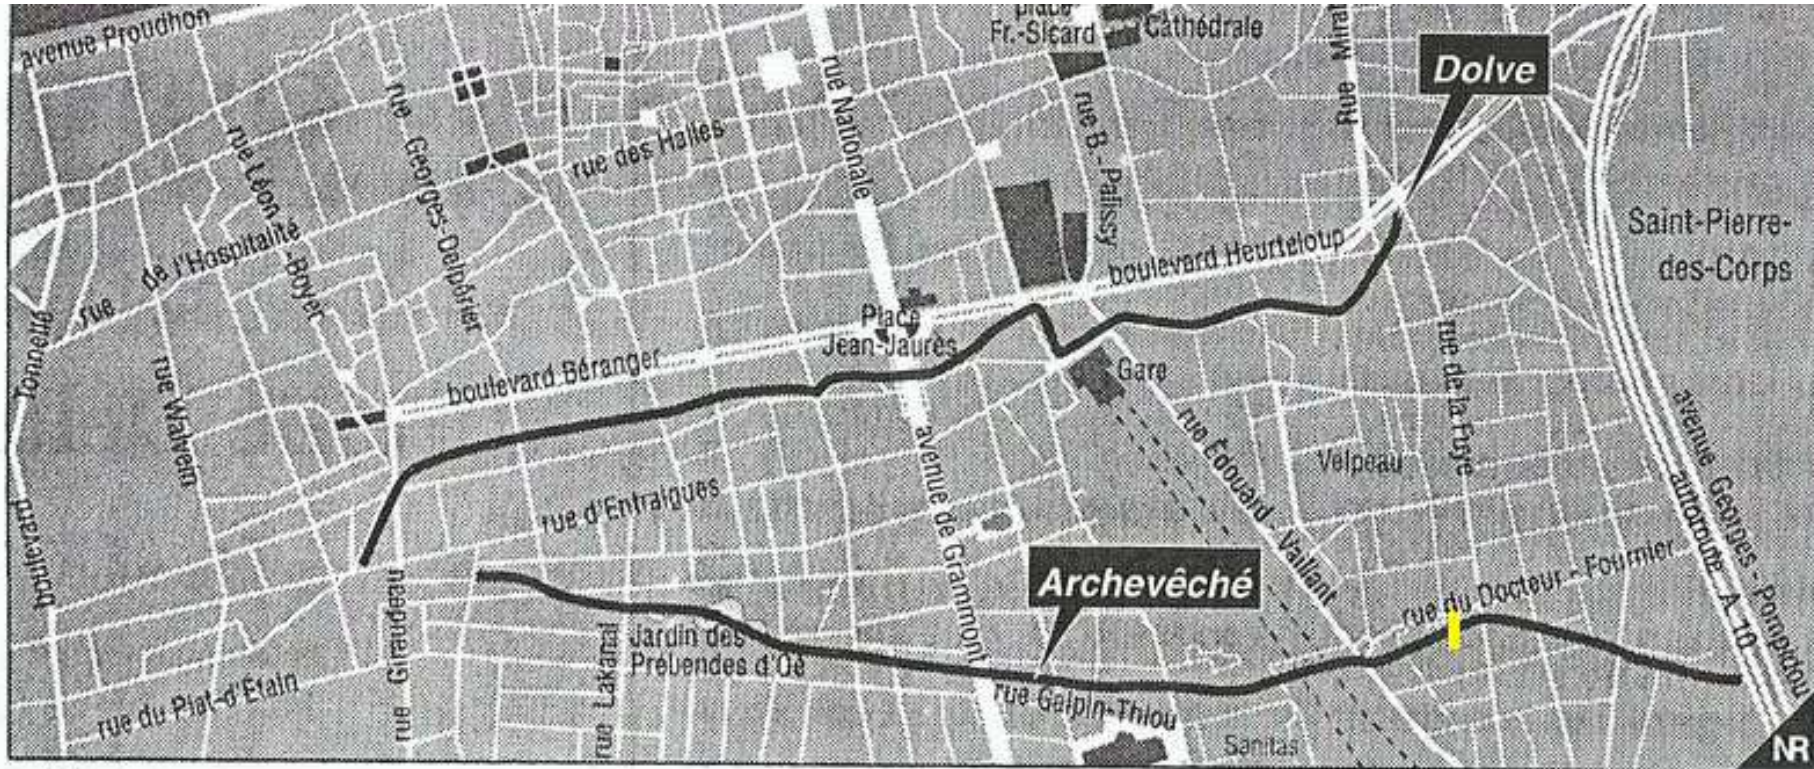 avenue Proudhon
place
Fr.-Sicard
Cathédrale
Dolve
rue Nationale
rue Georges-Delpérier
rue Léon-Boyer
rue des Halles
rue B.-Palissy
Saint-Pierre-
des-Corps
rue de l'Hospitalité
boulevard Heurteloup
Place
Jean-Jaurès
boulevard Béranger
Gare
boulevard Tonnellé
rue Walvein
rue de la Fuye
avenue Georges-Pompidou
autoroute A 10
rue Édouard Vaillant
Velpeau
avenue de Grammont
rue d'Entraigues
Archevêché
rue du Docteur-Fournier
Jardin des
Prébendes d'Oé
rue Giraudeau
rue Lakanal
rue du Plat-d'Étain
rue Galpin-Thiou
Sanitas
NR